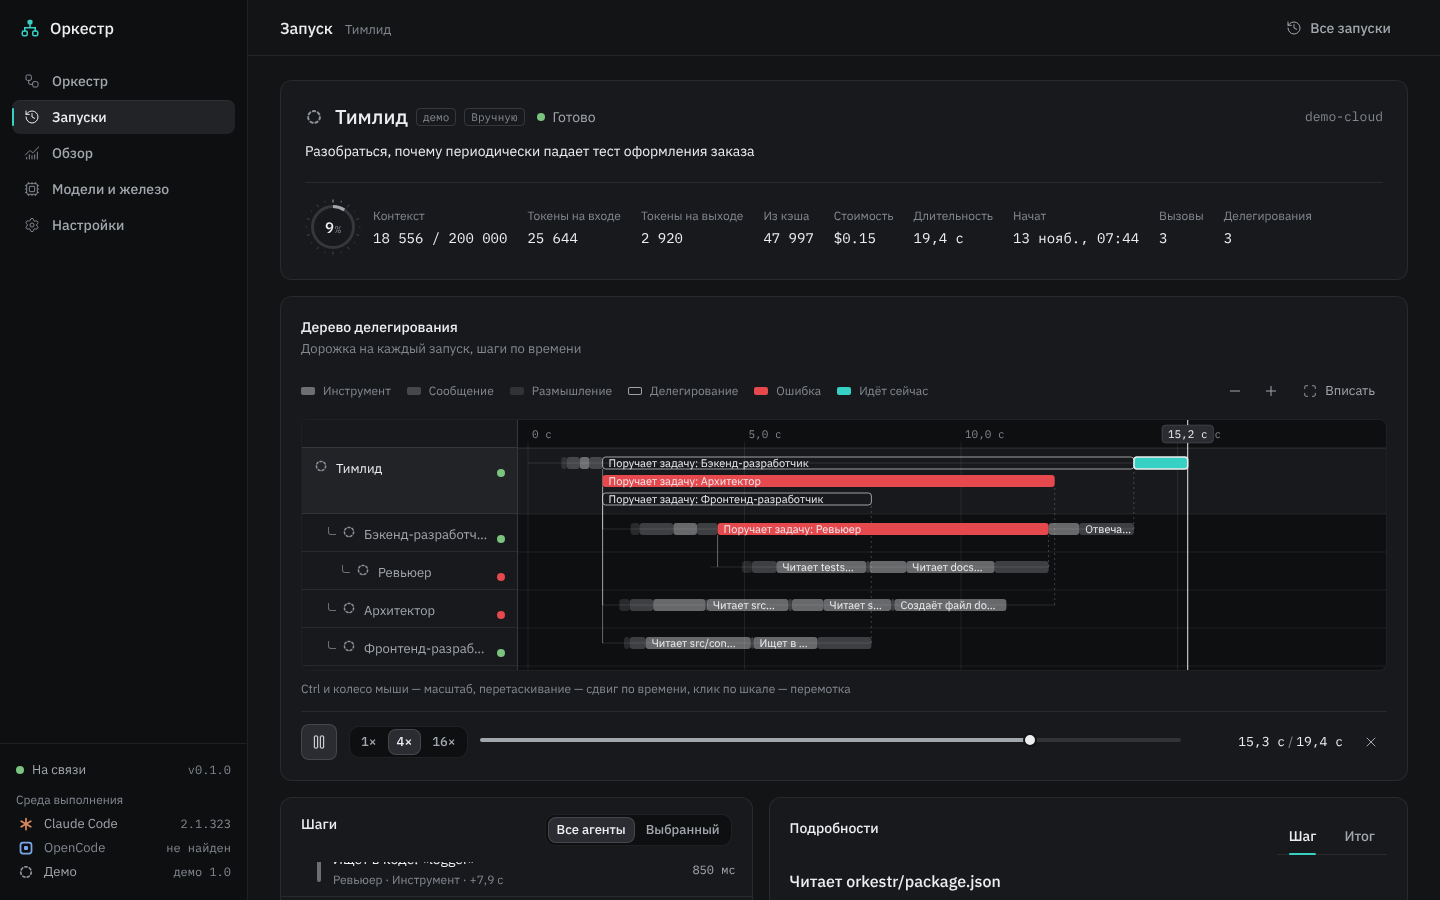 Оркестр
Оркестр
Запуски
Обзор
Модели и железо
Настройки
На связи v0.1.0
Среда выполнения
Claude Code 2.1.323
OpenCode не найден
Демо демо 1.0
Запуск Тимлид
Все запуски
Тимлид демо Вручную Готово demo-cloud
Разобраться, почему периодически падает тест оформления заказа
9%
Контекст Токены на входе Токены на выходе Из кэша Стоимость Длительность Начат Вызовы Делегирования
18 556 / 200 000 25 644 2 920 47 997 $0.15 19,4 с 13 нояб., 07:44 3 3
Дерево делегирования
Дорожка на каждый запуск, шаги по времени
Инструмент Сообщение Размышление Делегирование Ошибка Идёт сейчас
Вписать
0 с 5,0 с 10,0 с 15,2 с с
Тимлид
Поручает задачу: Бэкенд-разработчик
Поручает задачу: Архитектор
Поручает задачу: Фронтенд-разработчик
Бэкенд-разработч... Поручает задачу: Ревьюер Отвеча...
Ревьюер Читает tests... Читает docs...
Архитектор Читает src... Читает s... Создаёт файл do...
Фронтенд-разраб... Читает src/con... Ищет в ...
Ctrl и колесо мыши — масштаб, перетаскивание — сдвиг по времени, клик по шкале — перемотка
1× 4× 16× 15,3 с / 19,4 с
Шаги
Все агенты Выбранный
Ищет в коде: «logger»
Ревьюер · Инструмент · +7,9 с
850 мс
Подробности
Шаг Итог
Читает orkestr/package.json